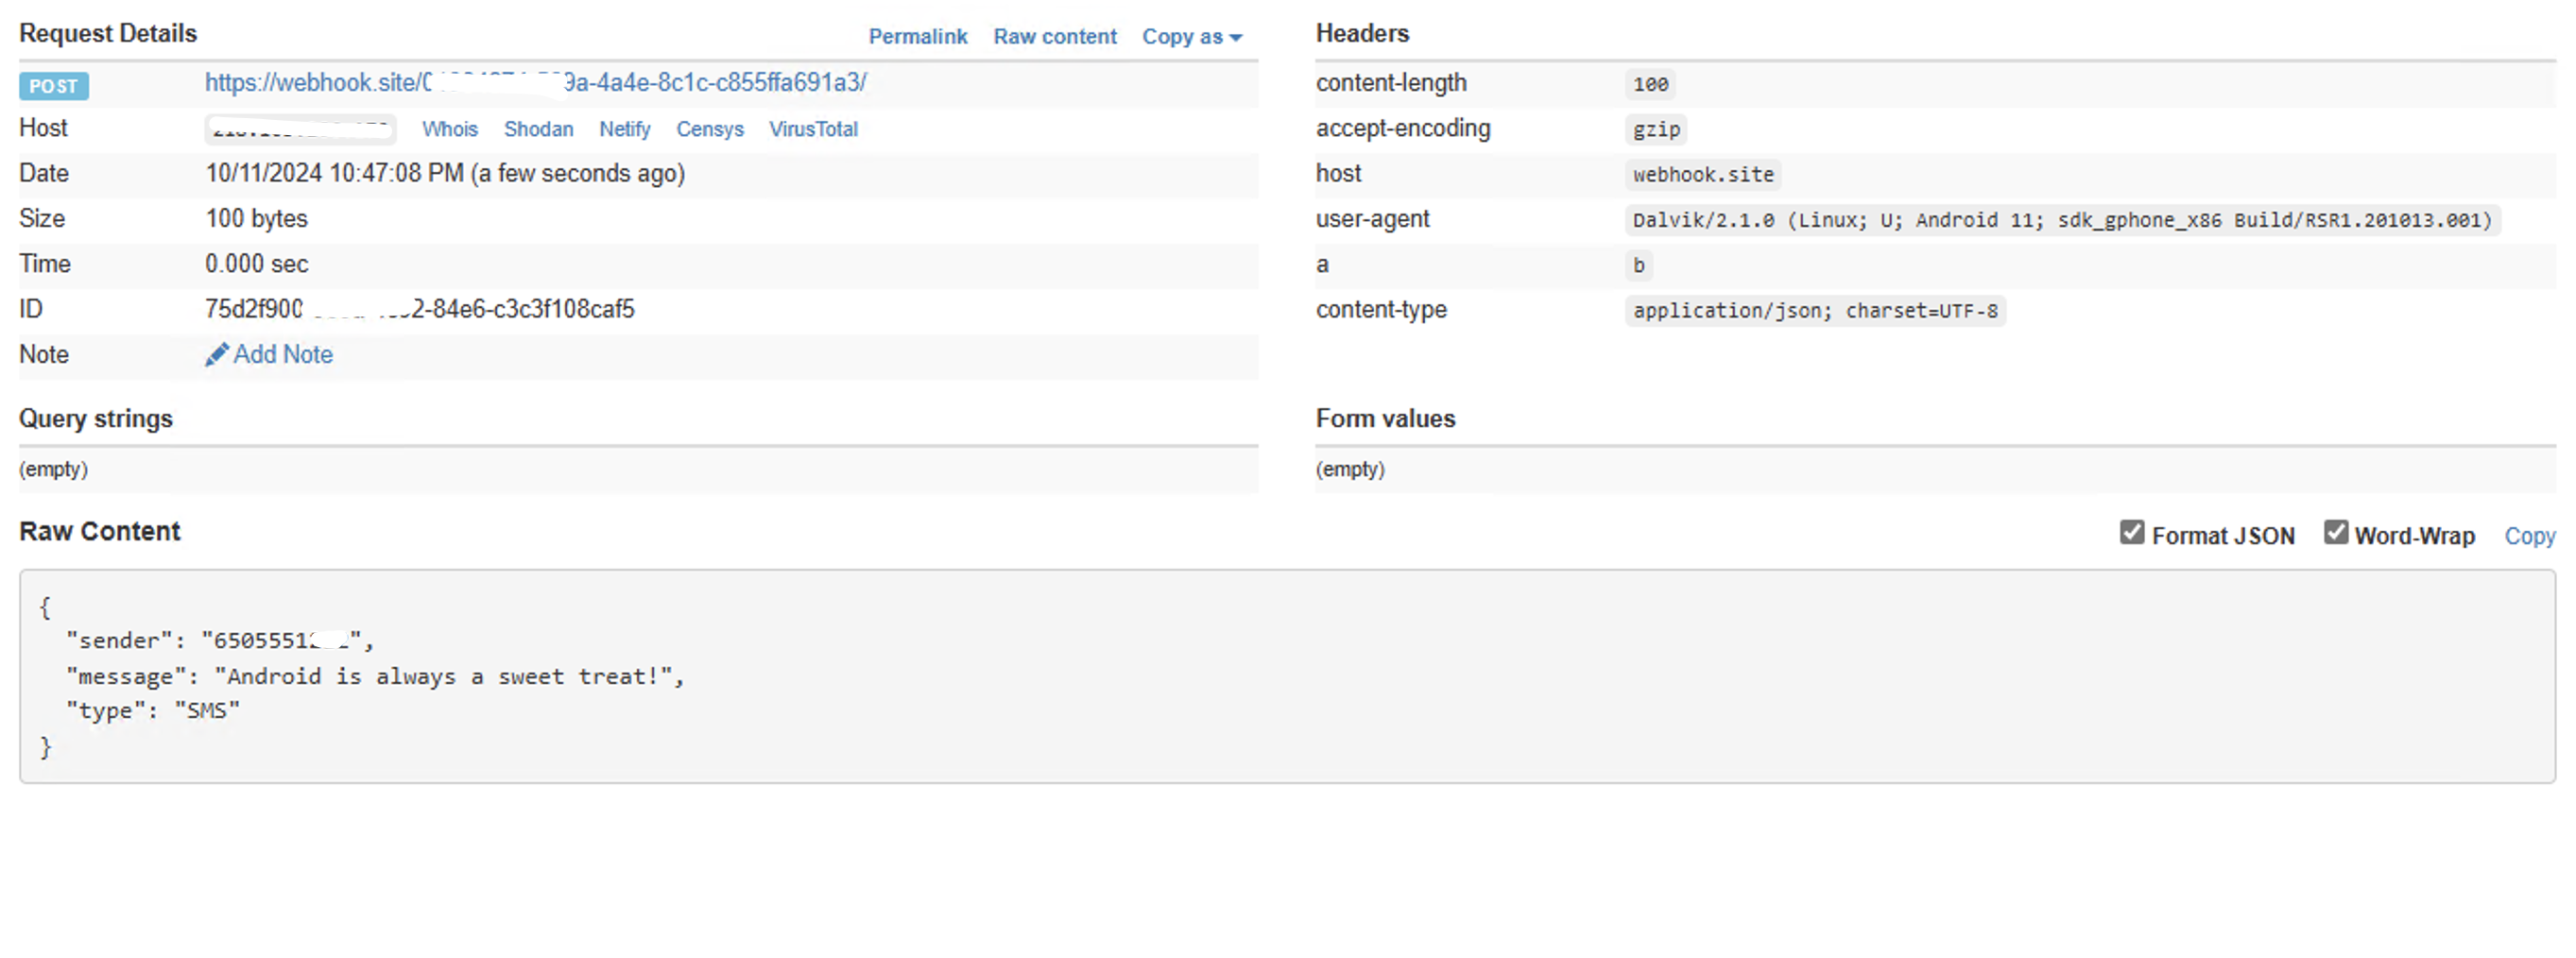 Request Details
Permalink Raw content Copy as
POST https://webhook.site/ 9a-4a4e-8c1c-c855ffa691a3/
Host Whois Shodan Netify Censys VirusTotal
Date 10/11/2024 10:47:08 PM (a few seconds ago)
Size 100 bytes
Time 0.000 sec
ID 75d2f900 2-84e6-c3c3f108caf5
Note Add Note
Headers
content-length 100
accept-encoding gzip
host webhook.site
user-agent Dalvik/2.1.0 (Linux; U; Android 11; sdk_gphone_x86 Build/RSR1.201013.001)
a b
content-type application/json; charset=UTF-8
Query strings
(empty)
Form values
(empty)
Raw Content
Format JSON Word-Wrap Copy
{
"sender": "6505551 ",
"message": "Android is always a sweet treat!",
"type": "SMS"
}